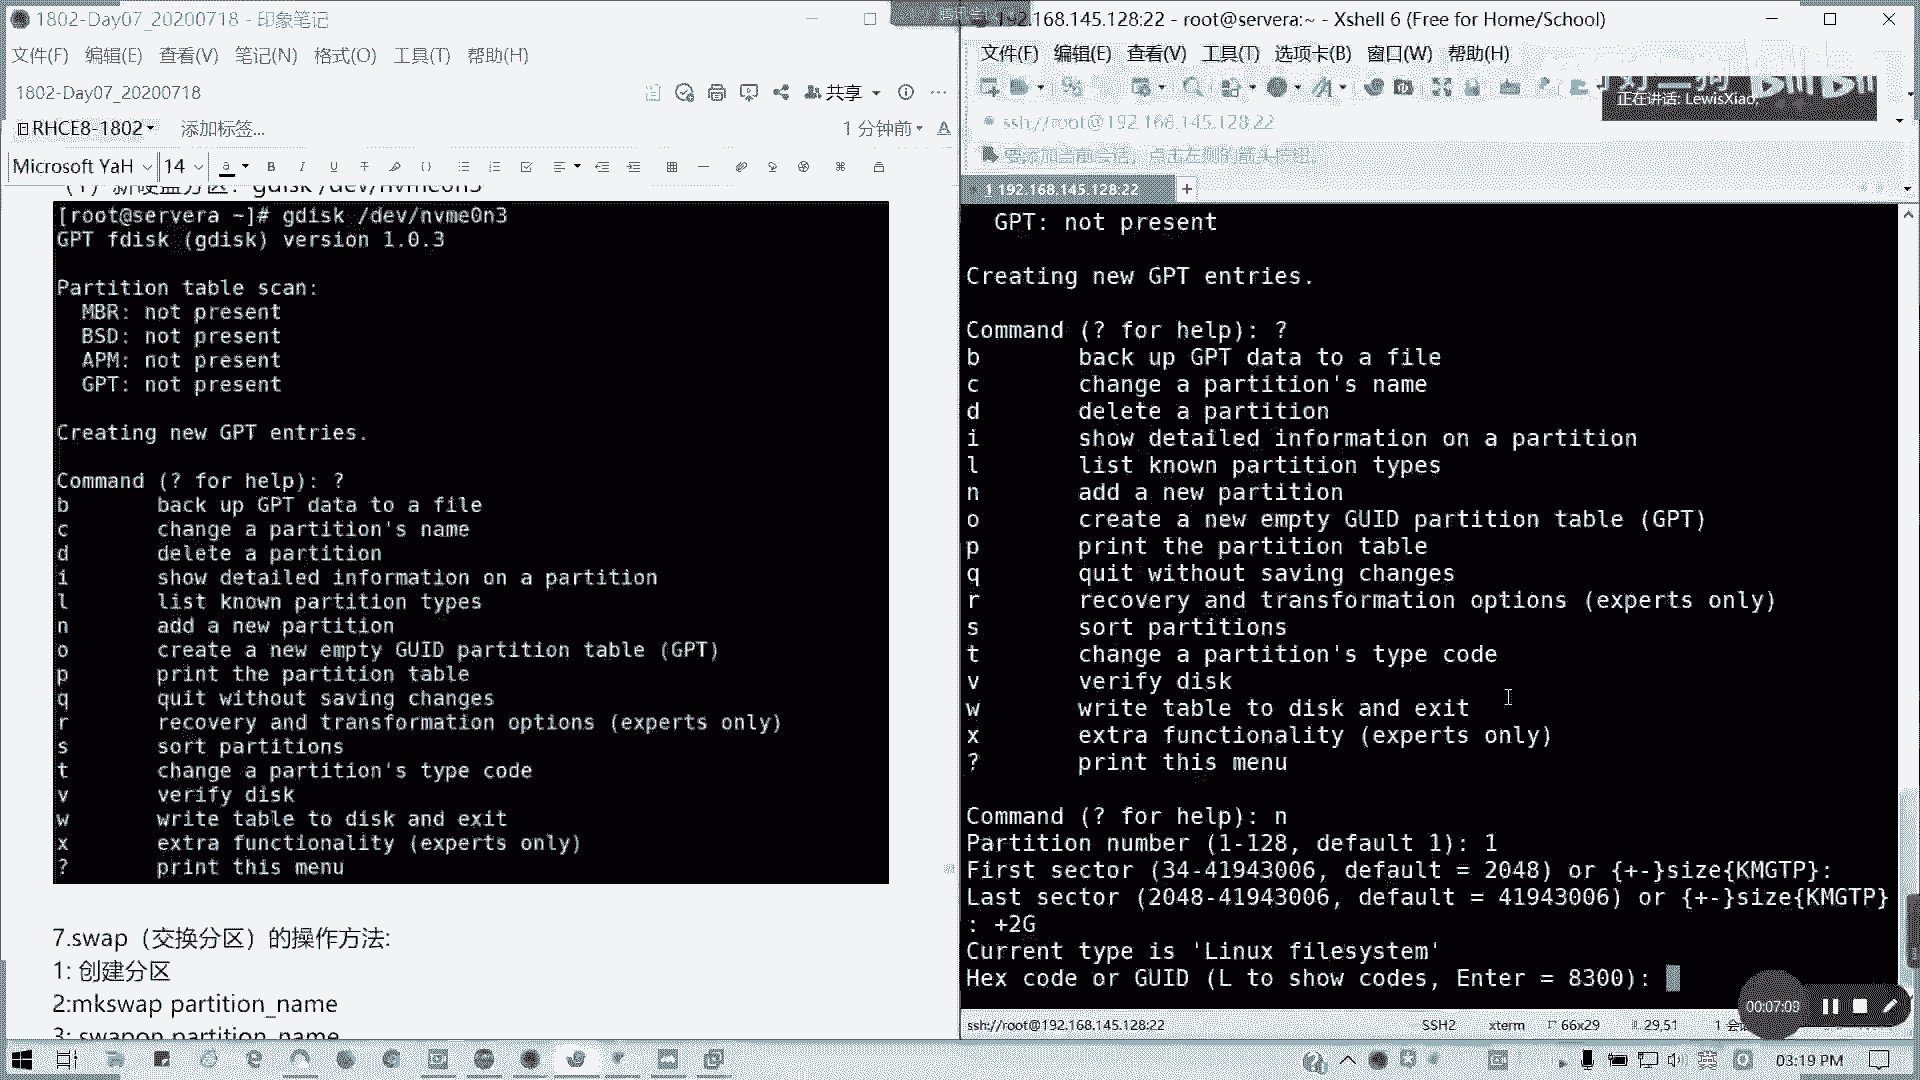 1802-Day07_20200718 - 印象笔记
文件(F) 编辑(E) 查看(V) 笔记(N) 格式(O) 工具(T) 帮助(H)
1802-Day07_20200718
共享
RHCE8-1802
添加标签...
1 分钟前
Microsoft YaH 14
(1) 新硬盘分区: gdisk /dev/nvme0n3
[root@servera ~]# gdisk /dev/nvme0n3
GPT fdisk (gdisk) version 1.0.3
Partition table scan:
MBR: not present
BSD: not present
APM: not present
GPT: not present
Creating new GPT entries.
Command (? for help): ?
b back up GPT data to a file
c change a partition's name
d delete a partition
i show detailed information on a partition
l list known partition types
n add a new partition
o create a new empty GUID partition table (GPT)
p print the partition table
q quit without saving changes
r recovery and transformation options (experts only)
s sort partitions
t change a partition's type code
v verify disk
w write table to disk and exit
x extra functionality (experts only)
? print this menu
7.swap（交换分区）的操作方法:
1: 创建分区
2:mkswap partition_name
3: swapon partition_name
192.168.145.128:22 - root@servera:~ - Xshell 6 (Free for Home/School)
文件(F) 编辑(E) 查看(V) 工具(T) 选项卡(B) 窗口(W) 帮助(H)
正在讲话: LewisXiao;
ssh://root@192.168.145.128:22
要添加当前会话，点击左侧的箭头按钮。
1 192.168.145.128:22
GPT: not present
Creating new GPT entries.
Command (? for help): ?
b back up GPT data to a file
c change a partition's name
d delete a partition
i show detailed information on a partition
l list known partition types
n add a new partition
o create a new empty GUID partition table (GPT)
p print the partition table
q quit without saving changes
r recovery and transformation options (experts only)
s sort partitions
t change a partition's type code
v verify disk
w write table to disk and exit
x extra functionality (experts only)
? print this menu
Command (? for help): n
Partition number (1-128, default 1): 1
First sector (34-41943006, default = 2048) or {+-}size{KMGTP}:
Last sector (2048-41943006, default = 41943006) or {+-}size{KMGTP}
: +2G
Current type is 'Linux filesystem'
Hex code or GUID (L to show codes, Enter = 8300):
00:07:09
ssh://root@192.168.145.128:22 SSH2 xterm 66x29 29,51 1 会
英 03:19 PM